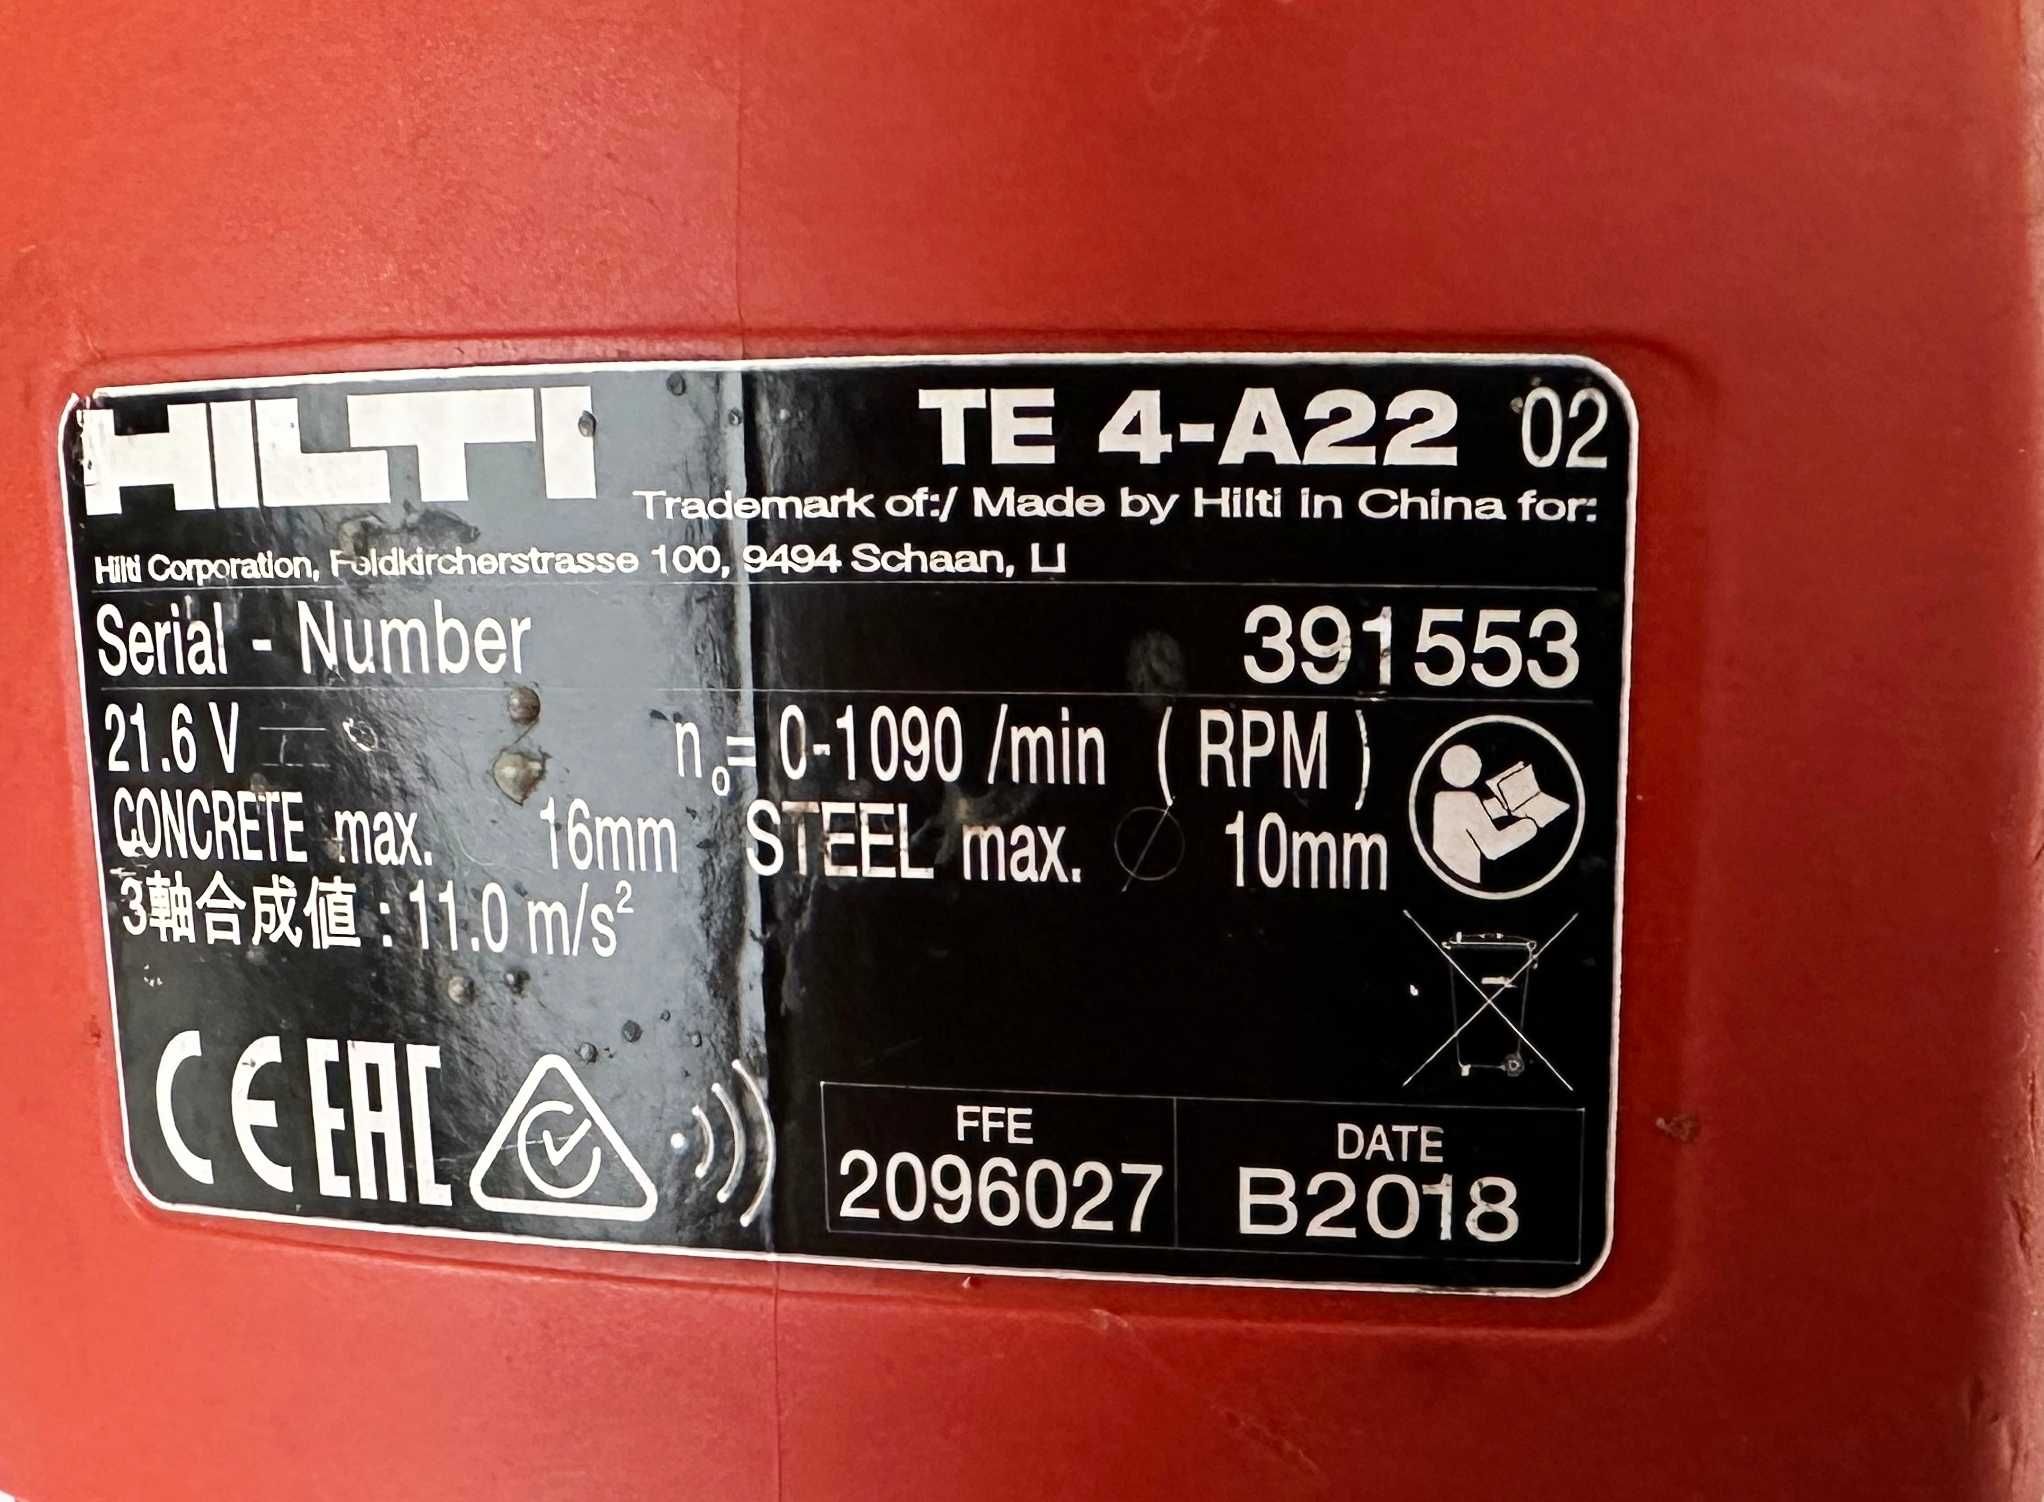 HILTI TE 4-A22 02
Trademark of:/ Made by Hilti in China for:
Hilti Corporation, Feldkircherstrasse 100, 9494 Schaan, LI
Serial - Number 391553
21.6 V n₀= 0-1090 /min ( RPM )
CONCRETE max. 16mm STEEL max. ⌀ 10mm
3軸合成値 : 11.0 m/s²
CE EAC
FFE DATE
2096027 B2018